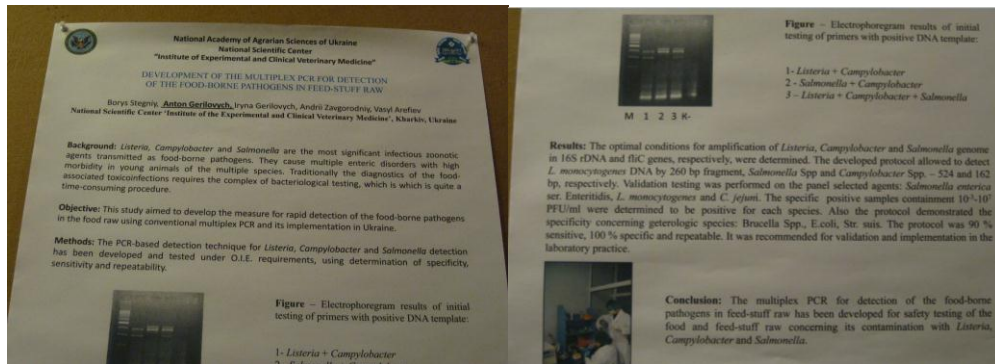 National Academy of Agrarian Sciences of Ukraine
National Scientific Center
"Institute of Experimental and Clinical Veterinary Medicine"
DEVELOPMENT OF THE MULTIPLEX PCR FOR DETECTION
OF THE FOOD-BORNE PATHOGENS IN FEED-STUFF RAW
Borys Stegniy, Anton Gerilovych, Iryna Gerilovych, Andrii Zavgorodniy, Vasyl Arefiev
National Scientific Center 'Institute of the Experimental and Clinical Veterinary Medicine', Kharkiv, Ukraine
Background: Listeria, Campylobacter and Salmonella are the most significant infectious zoonotic
agents transmitted as food-borne pathogens. They cause multiple enteric disorders with high
morbidity in young animals of the multiple species. Traditionally the diagnostics of the food-
associated toxicoinfections requires the complex of bacteriological testing, which is which is quite a
time-consuming procedure.
Objective: This study aimed to develop the measure for rapid detection of the food-borne pathogens
in the food raw using conventional multiplex PCR and its implementation in Ukraine.
Methods: The PCR-based detection technique for Listeria, Campylobacter and Salmonella detection
has been developed and tested under O.I.E. requirements, using determination of specificity,
sensitivity and repeatability.
Figure – Electrophoregram results of initial
testing of primers with positive DNA template:
1- Listeria + Campylobacter
Figure – Electrophoregram results of initial
testing of primers with positive DNA template:
1- Listeria + Campylobacter
2 - Salmonella + Campylobacter
3 – Listeria + Campylobacter + Salmonella
M 1 2 3 K-
Results: The optimal conditions for amplification of Listeria, Campylobacter and Salmonella genome
in 16S rDNA and fliC genes, respectively, were determined. The developed protocol allowed to detect
L. monocytogenes DNA by 260 bp fragment, Salmonella Spp and Campylobacter Spp. – 524 and 162
bp, respectively. Validation testing was performed on the panel selected agents: Salmonella enterica
ser. Enteritidis, L. monocytogenes and C. jejuni. The specific positive samples containment
PFU/ml were determined to be positive for each species. Also the protocol demonstrated the
specificity concerning geterologic species: Brucella Spp., E.coli, Str. suis. The protocol was 90 %
sensitive, 100 % specific and repeatable. It was recommended for validation and implementation in the
laboratory practice.
Conclusion: The multiplex PCR for detection of the food-borne
pathogens in feed-stuff raw has been developed for safety testing of the
food and feed-stuff raw concerning its contamination with Listeria,
Campylobacter and Salmonella.